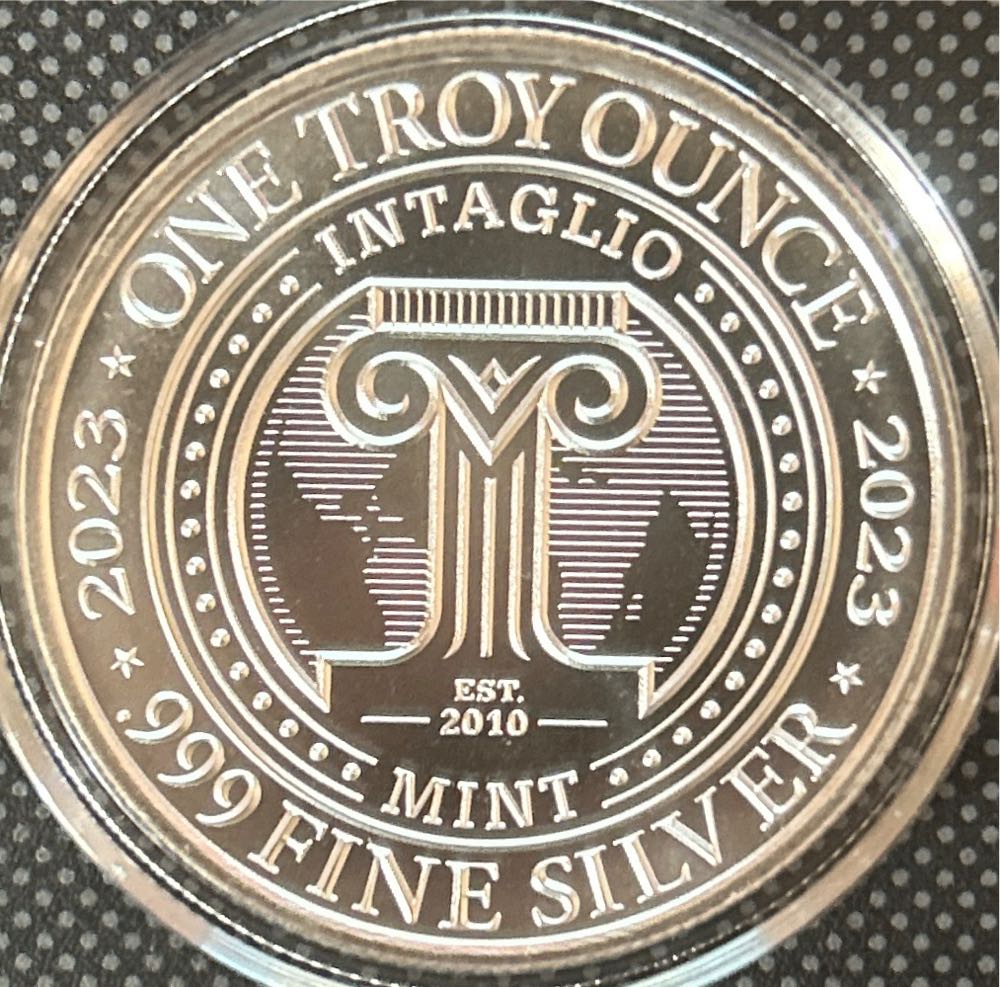 ONE TROY OUNCE
2023
2023
.999 FINE SILVER
INTAGLIO
EST.
2010
MINT